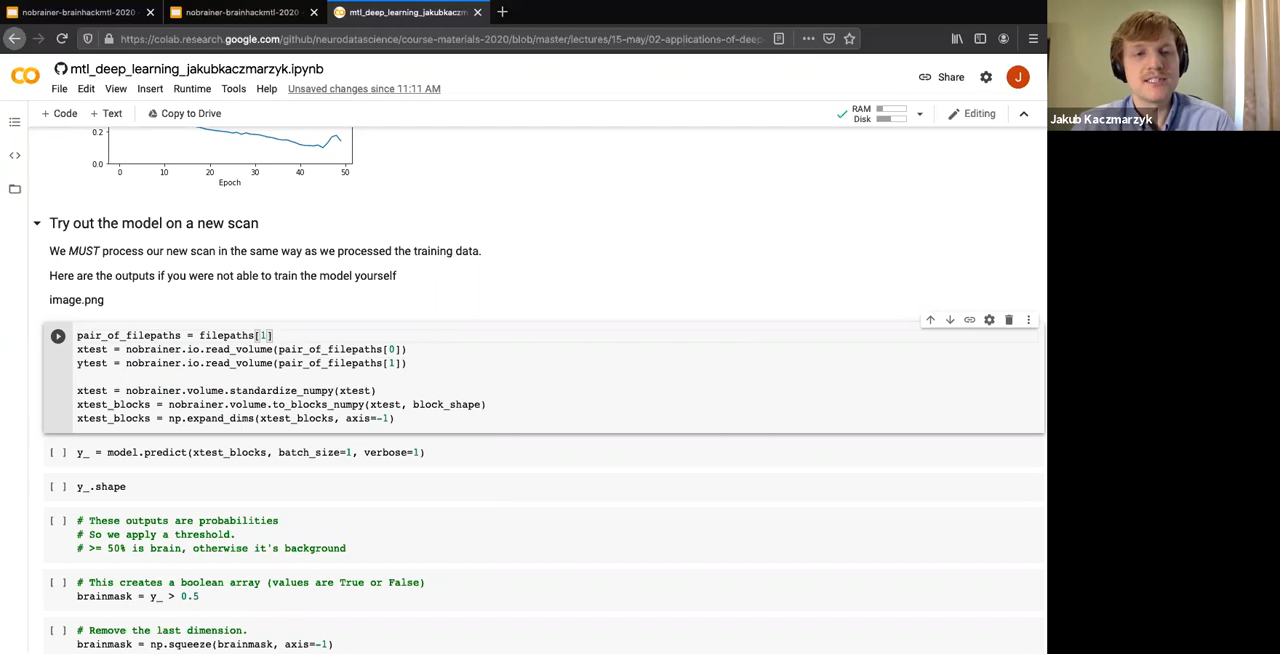 nobrainer-brainhackmtl-2020
nobrainer-brainhackmtl-2020
mtl_deep_learning_jakubkaczm
https://colab.research.google.com/github/neurodatascience/course-materials-2020/blob/master/lectures/15-may/02-applications-of-deep-
mtl_deep_learning_jakubkaczmarzyk.ipynb
Share
J
File Edit View Insert Runtime Tools Help Unsaved changes since 11:11 AM
+ Code + Text Copy to Drive
RAM
Disk
Editing
0.2
0.0
0 10 20 30 40 50
Epoch
Try out the model on a new scan
We MUST process our new scan in the same way as we processed the training data.
Here are the outputs if you were not able to train the model yourself
image.png
pair_of_filepaths = filepaths[1]
xtest = nobrainer.io.read_volume(pair_of_filepaths[0])
ytest = nobrainer.io.read_volume(pair_of_filepaths[1])
xtest = nobrainer.volume.standardize_numpy(xtest)
xtest_blocks = nobrainer.volume.to_blocks_numpy(xtest, block_shape)
xtest_blocks = np.expand_dims(xtest_blocks, axis=-1)
[ ] y_ = model.predict(xtest_blocks, batch_size=1, verbose=1)
[ ] y_.shape
[ ] # These outputs are probabilities
# So we apply a threshold.
# >= 50% is brain, otherwise it's background
[ ] # This creates a boolean array (values are True or False)
brainmask = y_ > 0.5
[ ] # Remove the last dimension.
brainmask = np.squeeze(brainmask, axis=-1)
Jakub Kaczmarzyk